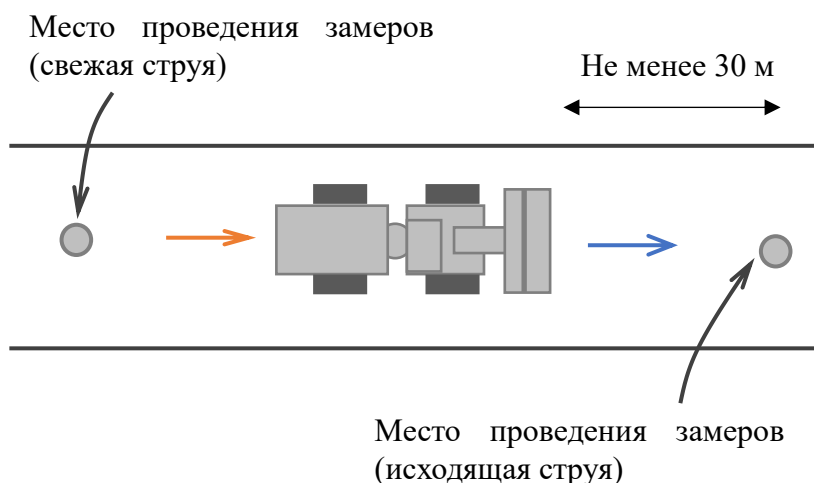 Место проведения замеров
(свежая струя)
Не менее 30 м
Место проведения замеров
(исходящая струя)